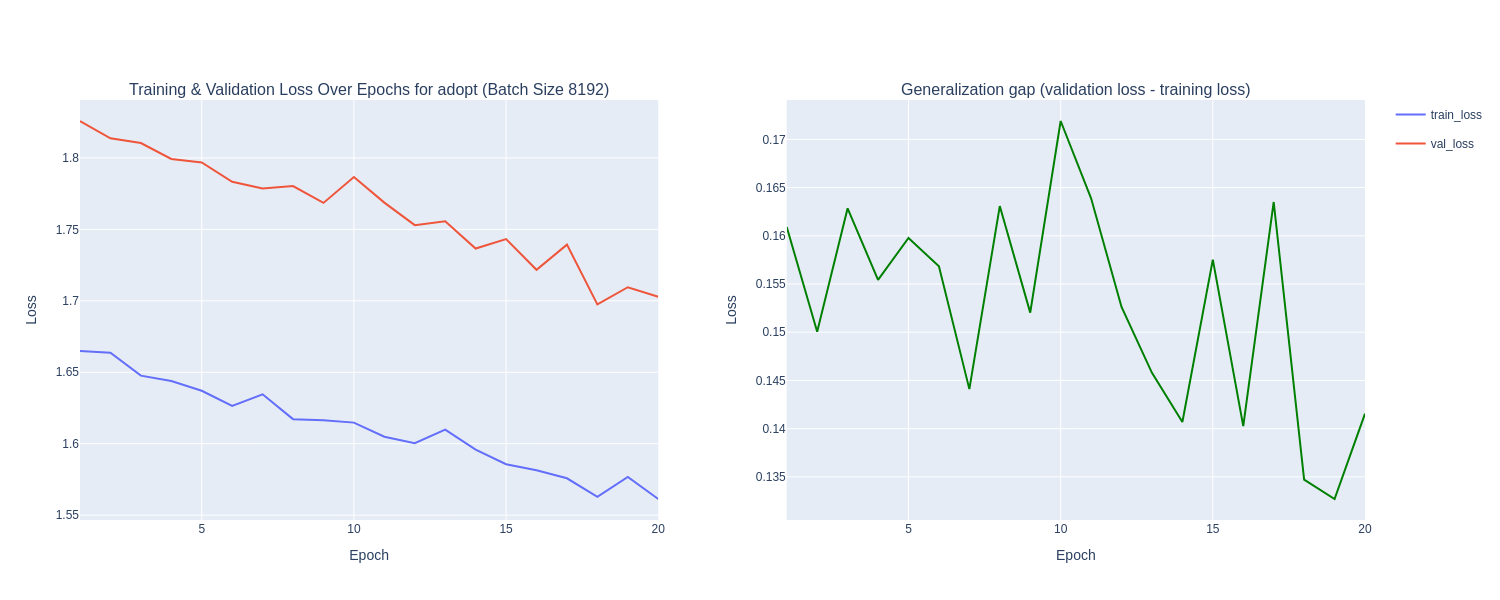 Training & Validation Loss Over Epochs for adopt (Batch Size 8192)
1.8
1.75
1.7
1.65
1.6
1.55
Loss
5 10 15 20
Epoch
Generalization gap (validation loss - training loss)
0.17
0.165
0.16
0.155
0.15
0.145
0.14
0.135
Loss
5 10 15 20
Epoch
train_loss
val_loss